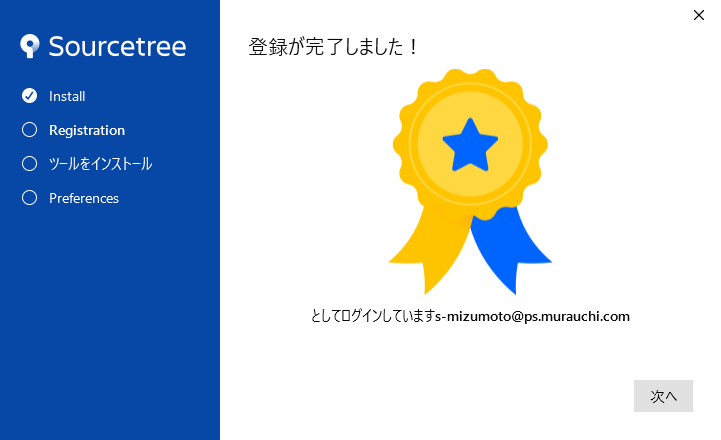 Sourcetree
Install
Registration
ツールをインストール
Preferences
登録が完了しました！
としてログインしていますs-mizumoto@ps.murauchi.com
次へ